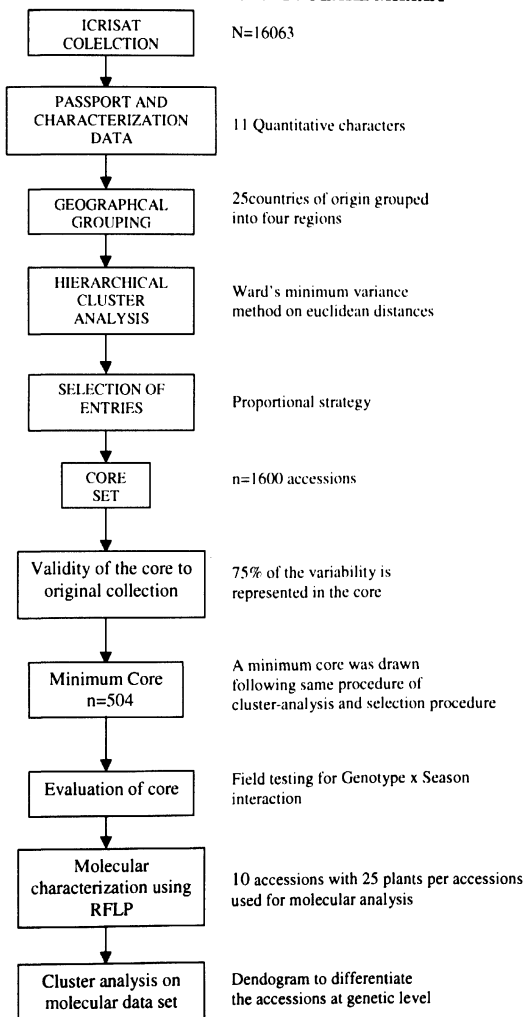 ICRISAT
COLELCTION
N=16063
PASSPORT AND
CHARACTERIZATION
DATA
11 Quantitative characters
GEOGRAPHCAL
GROUPING
25countries of origin grouped
into four regions
HIERARCHICAL
CLUSTER
ANALYSIS
Ward's minimum variance
method on euclidean distances
SELECTION OF
ENTRIES
Proportional strategy
CORE
SET
n=1600 accessions
Validity of the core to
original collection
75% of the variability is
represented in the core
Minimum Core
n=504
A minimum core was drawn
following same procedure of
cluster-analysis and selection procedure
Evaluation of core
Field testing for Genotype x Season
interaction
Molecular
characterization using
RFLP
10 accessions with 25 plants per accessions
used for molecular analysis
Cluster analysis on
molecular data set
Dendogram to differentiate
the accessions at genetic level